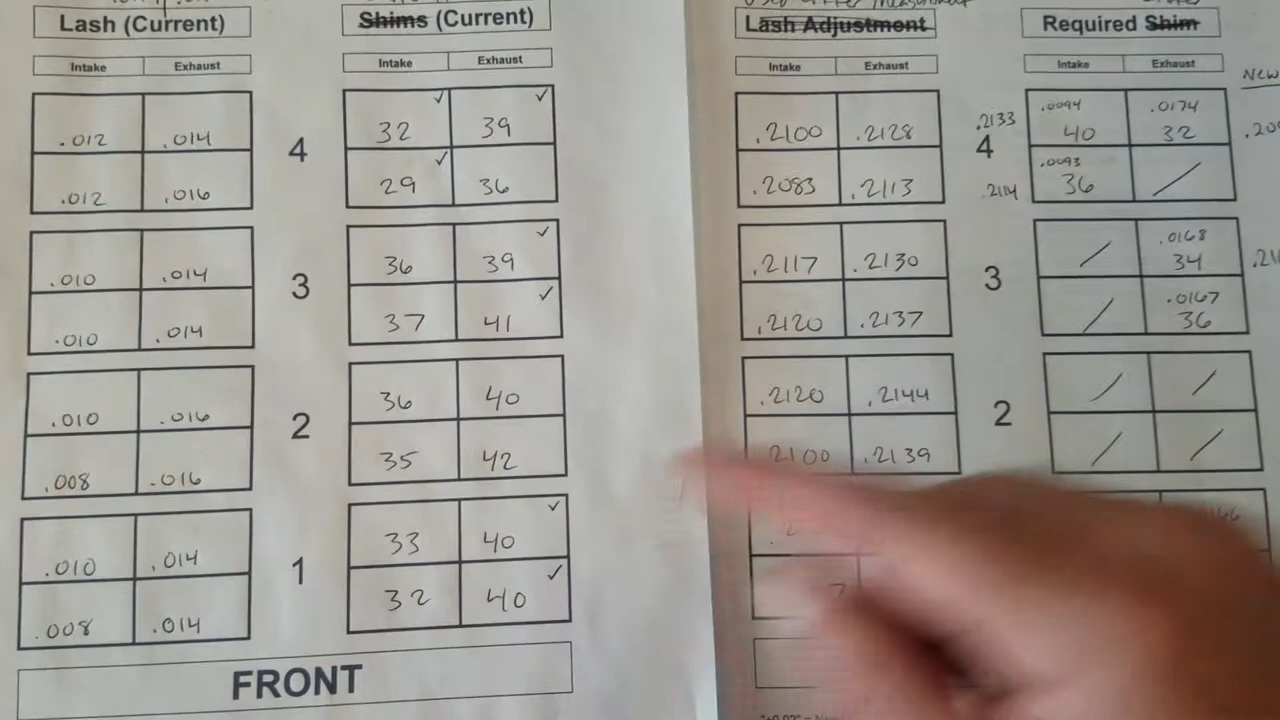 Lash (Current)
Intake Exhaust
.012 .014
.012 .016
.010 .014
.010 .014
.010 .016
.008 .016
.010 .014
.008 .014
4
3
2
1
Shims (Current)
Intake Exhaust
32 ✓ 39 ✓
29 ✓ 36
36 39 ✓
37 41 ✓
36 40
35 42
33 40 ✓
32 40 ✓
FRONT
Lash Adjustment
Intake Exhaust
.2100 .2128
.2083 .2113
.2117 .2130
.2120 .2137
.2120 .2144
.2100 .2139
.2133
4
.2114
3
2
Required Shim
Intake Exhaust
.0094 .0174
40 32
.0093
36 /
/ .0168
34
/ .0167
36
/ /
/ /
New